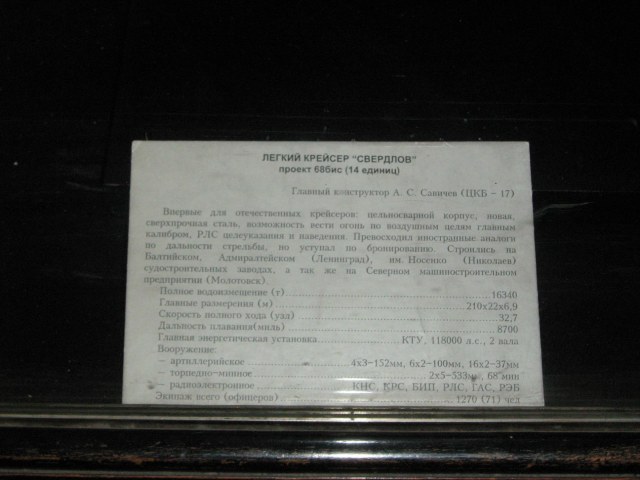 ЛЕГКИЙ КРЕЙСЕР "СВЕРДЛОВ"
проект 68бис (14 единиц)
Главный конструктор А. С. Савичев (ЦКБ - 17)
Впервые для отечественных крейсеров: цельносварной корпус, новая,
сверхпрочная сталь, возможность вести огонь по воздушным целям главным
калибром, РЛС целеуказания и наведения. Превосходил иностранные аналоги
по дальности стрельбы, но уступал по бронированию. Строились на
Балтийском, Адмиралтейском (Ленинград), им. Носенко (Николаев)
судостроительных заводах, а так же на Северном машиностроительном
предприятии (Молотовск)
Полное водоизмещение (т) 16340
Главные размерения (м) 210х22х6,9
Скорость полного хода (узл) 32,7
Дальность плавания(миль) 8700
Главная энергетическая установка КТУ, 118000 л.с., 2 вала
Вооружение:
– артиллерийское 4х3-152мм, 6х2-100мм, 16х2-37мм
– торпедно-минное 2х5-533мм, 68 мин
– радиоэлектронное КНС, КРС, БИП, РЛС, ГАС, РЭБ
Экипаж всего (офицеров) 1270 (71) чел